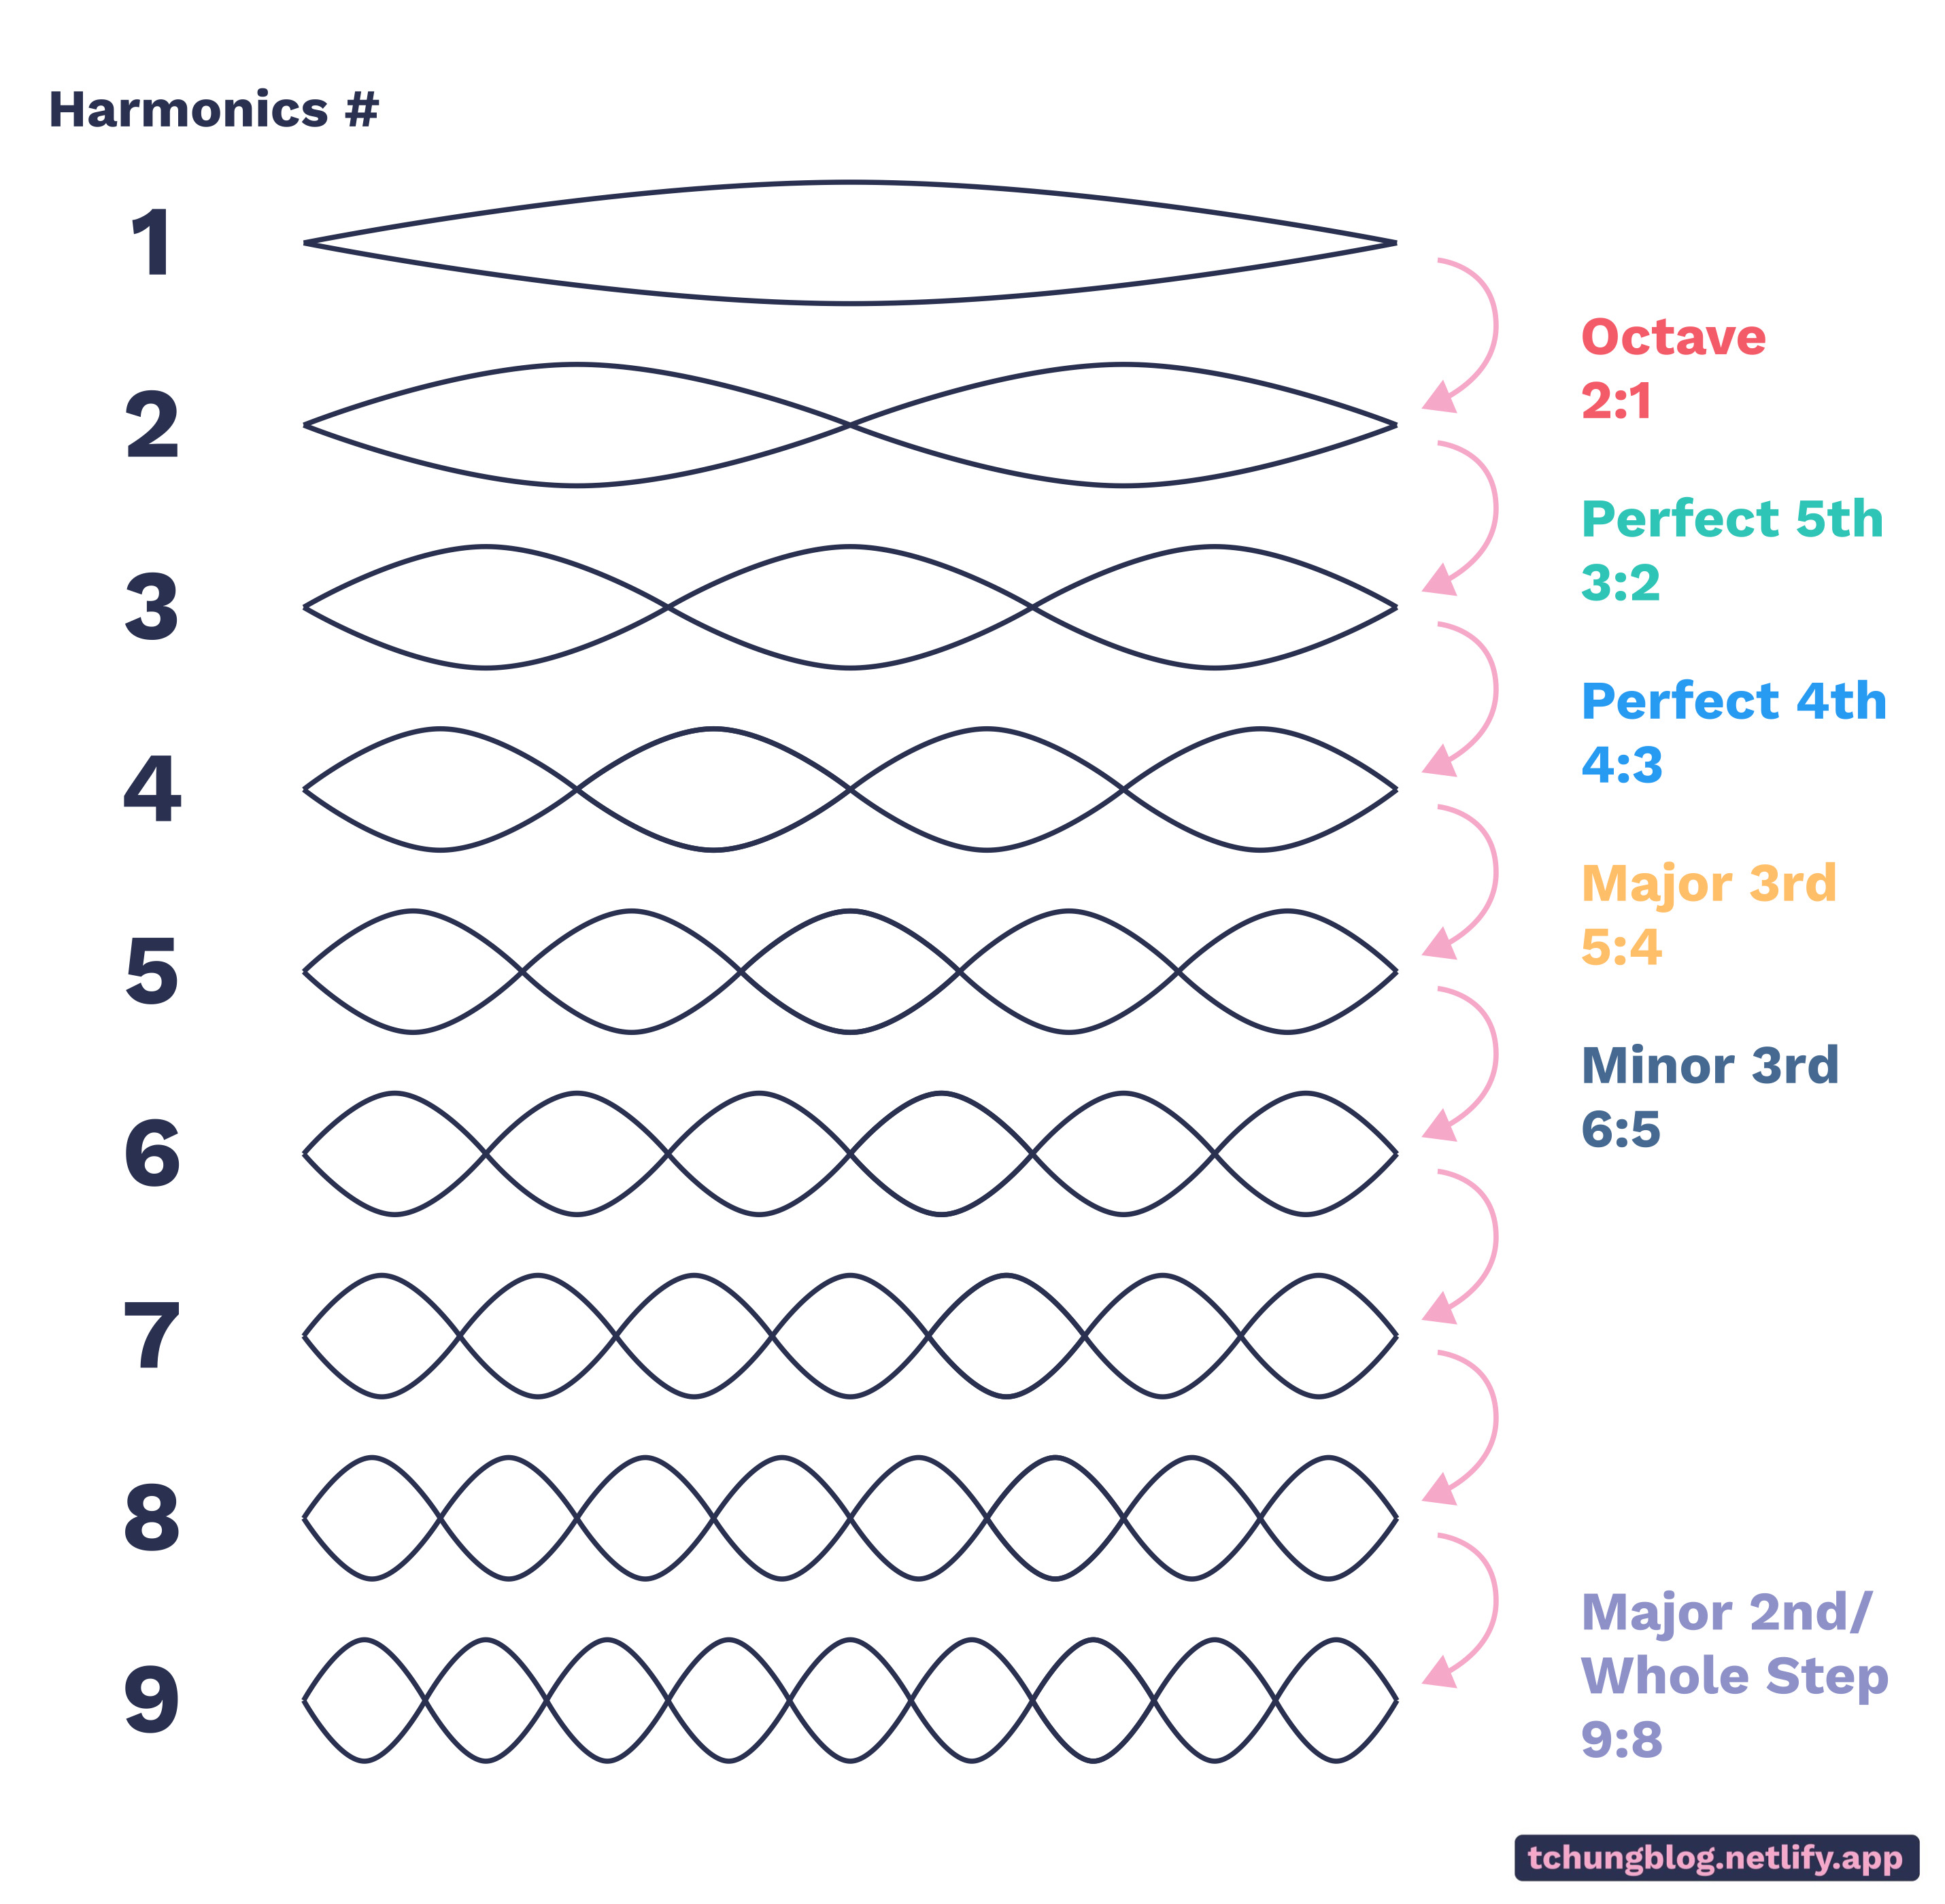 Harmonics #
1
Octave
2:1
2
Perfect 5th
3:2
3
Perfect 4th
4:3
4
Major 3rd
5:4
5
Minor 3rd
6:5
6
7
8
Major 2nd/
Whole Step
9:8
9
tchungblog.netlify.app